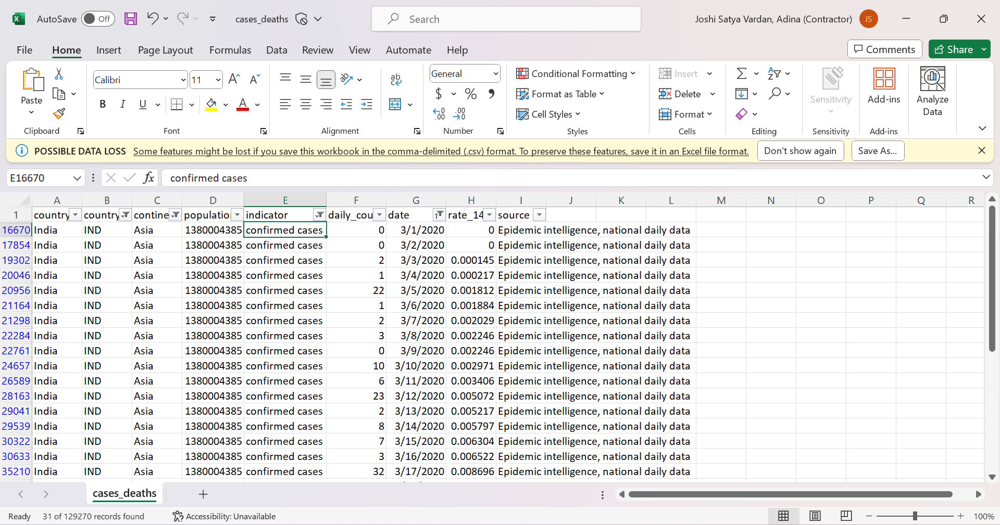 AutoSave Off cases_deaths Search Joshi Satya Vardan, Adina (Contractor) JS
File Home Insert Page Layout Formulas Data Review View Automate Help Comments Share
Paste Calibri 11 General Conditional Formatting Insert Sensitivity Add-ins Analyze Data
Format as Table Delete
Cell Styles Format
Clipboard Font Alignment Number Styles Cells Editing Sensitivity Add-ins
POSSIBLE DATA LOSS Some features might be lost if you save this workbook in the comma-delimited (.csv) format. To preserve these features, save it in an Excel file format. Don't show again Save As...
E16670 fx confirmed cases
A B C D E F G H I J K L M N O P Q R
1 country country contine populatio indicator daily_cou date rate_14 source
16670 India IND Asia 1380004385 confirmed cases 0 3/1/2020 0 Epidemic intelligence, national daily data
17854 India IND Asia 1380004385 confirmed cases 0 3/2/2020 0 Epidemic intelligence, national daily data
19302 India IND Asia 1380004385 confirmed cases 2 3/3/2020 0.000145 Epidemic intelligence, national daily data
20046 India IND Asia 1380004385 confirmed cases 1 3/4/2020 0.000217 Epidemic intelligence, national daily data
20956 India IND Asia 1380004385 confirmed cases 22 3/5/2020 0.001812 Epidemic intelligence, national daily data
21164 India IND Asia 1380004385 confirmed cases 1 3/6/2020 0.001884 Epidemic intelligence, national daily data
21298 India IND Asia 1380004385 confirmed cases 2 3/7/2020 0.002029 Epidemic intelligence, national daily data
22284 India IND Asia 1380004385 confirmed cases 3 3/8/2020 0.002246 Epidemic intelligence, national daily data
22761 India IND Asia 1380004385 confirmed cases 0 3/9/2020 0.002246 Epidemic intelligence, national daily data
24657 India IND Asia 1380004385 confirmed cases 10 3/10/2020 0.002971 Epidemic intelligence, national daily data
26589 India IND Asia 1380004385 confirmed cases 6 3/11/2020 0.003406 Epidemic intelligence, national daily data
28163 India IND Asia 1380004385 confirmed cases 23 3/12/2020 0.005072 Epidemic intelligence, national daily data
29041 India IND Asia 1380004385 confirmed cases 2 3/13/2020 0.005217 Epidemic intelligence, national daily data
29539 India IND Asia 1380004385 confirmed cases 8 3/14/2020 0.005797 Epidemic intelligence, national daily data
30322 India IND Asia 1380004385 confirmed cases 7 3/15/2020 0.006304 Epidemic intelligence, national daily data
30633 India IND Asia 1380004385 confirmed cases 3 3/16/2020 0.006522 Epidemic intelligence, national daily data
35210 India IND Asia 1380004385 confirmed cases 32 3/17/2020 0.008696 Epidemic intelligence, national daily data
cases_deaths
Ready 31 of 129270 records found Accessibility: Unavailable 100%